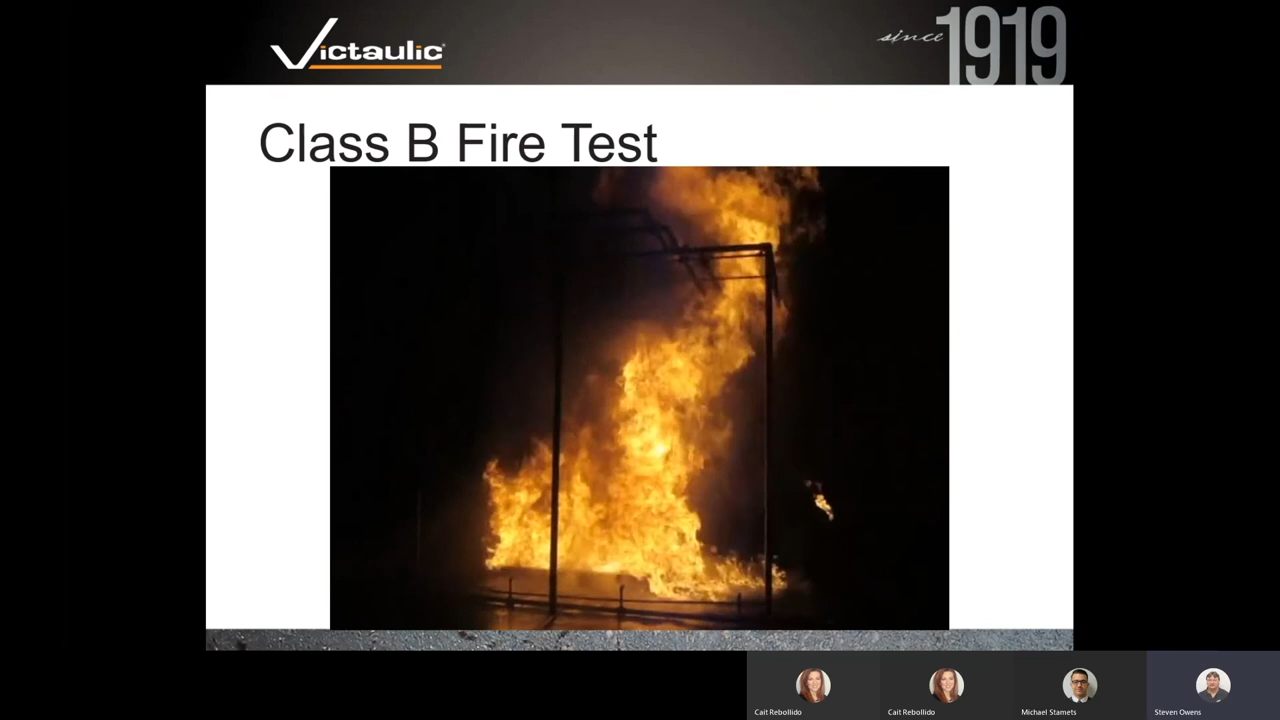 Victaulic
since 1919
Class B Fire Test
Cait Rebollido
Cait Rebollido
Michael Stamets
Steven Owens